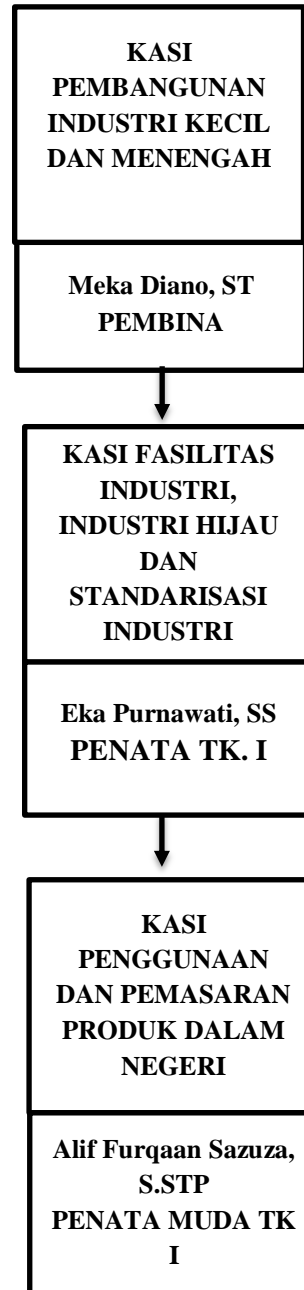 KASI
PEMBANGUNAN
INDUSTRI KECIL
DAN MENENGAH
Meka Diano, ST
PEMBINA
KASI FASILITAS
INDUSTRI,
INDUSTRI HIJAU
DAN
STANDARISASI
INDUSTRI
Eka Purnawati, SS
PENATA TK. I
KASI
PENGGUNAAN
DAN PEMASARAN
PRODUK DALAM
NEGERI
Alif Furqaan Sazuza,
S.STP
PENATA MUDA TK
I